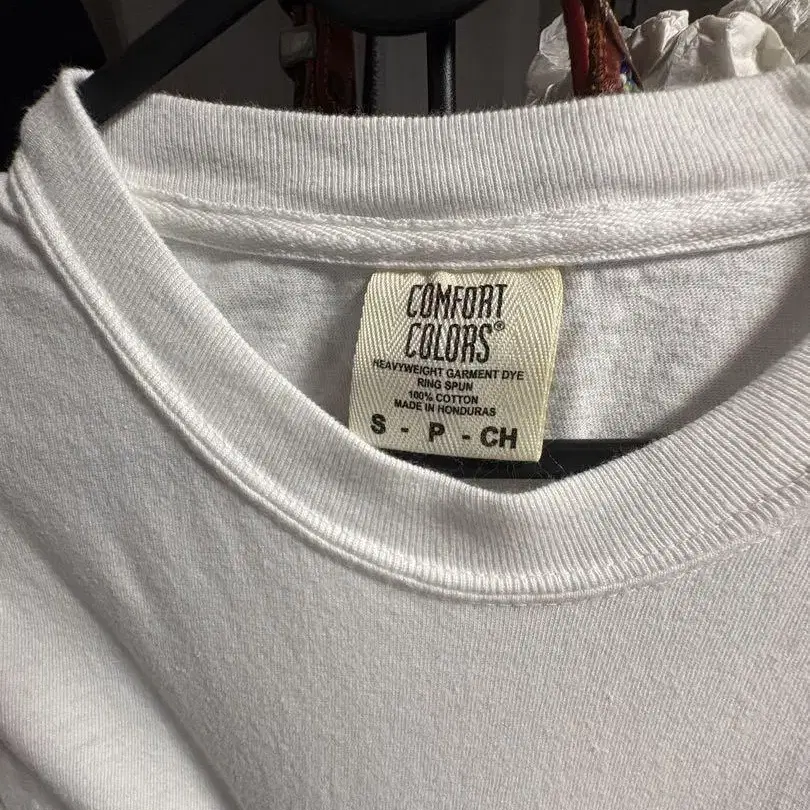 COMFORT
COLORS®
HEAVYWEIGHT GARMENT DYE
RING SPUN
100% COTTON
MADE IN HONDURAS
S - P - CH